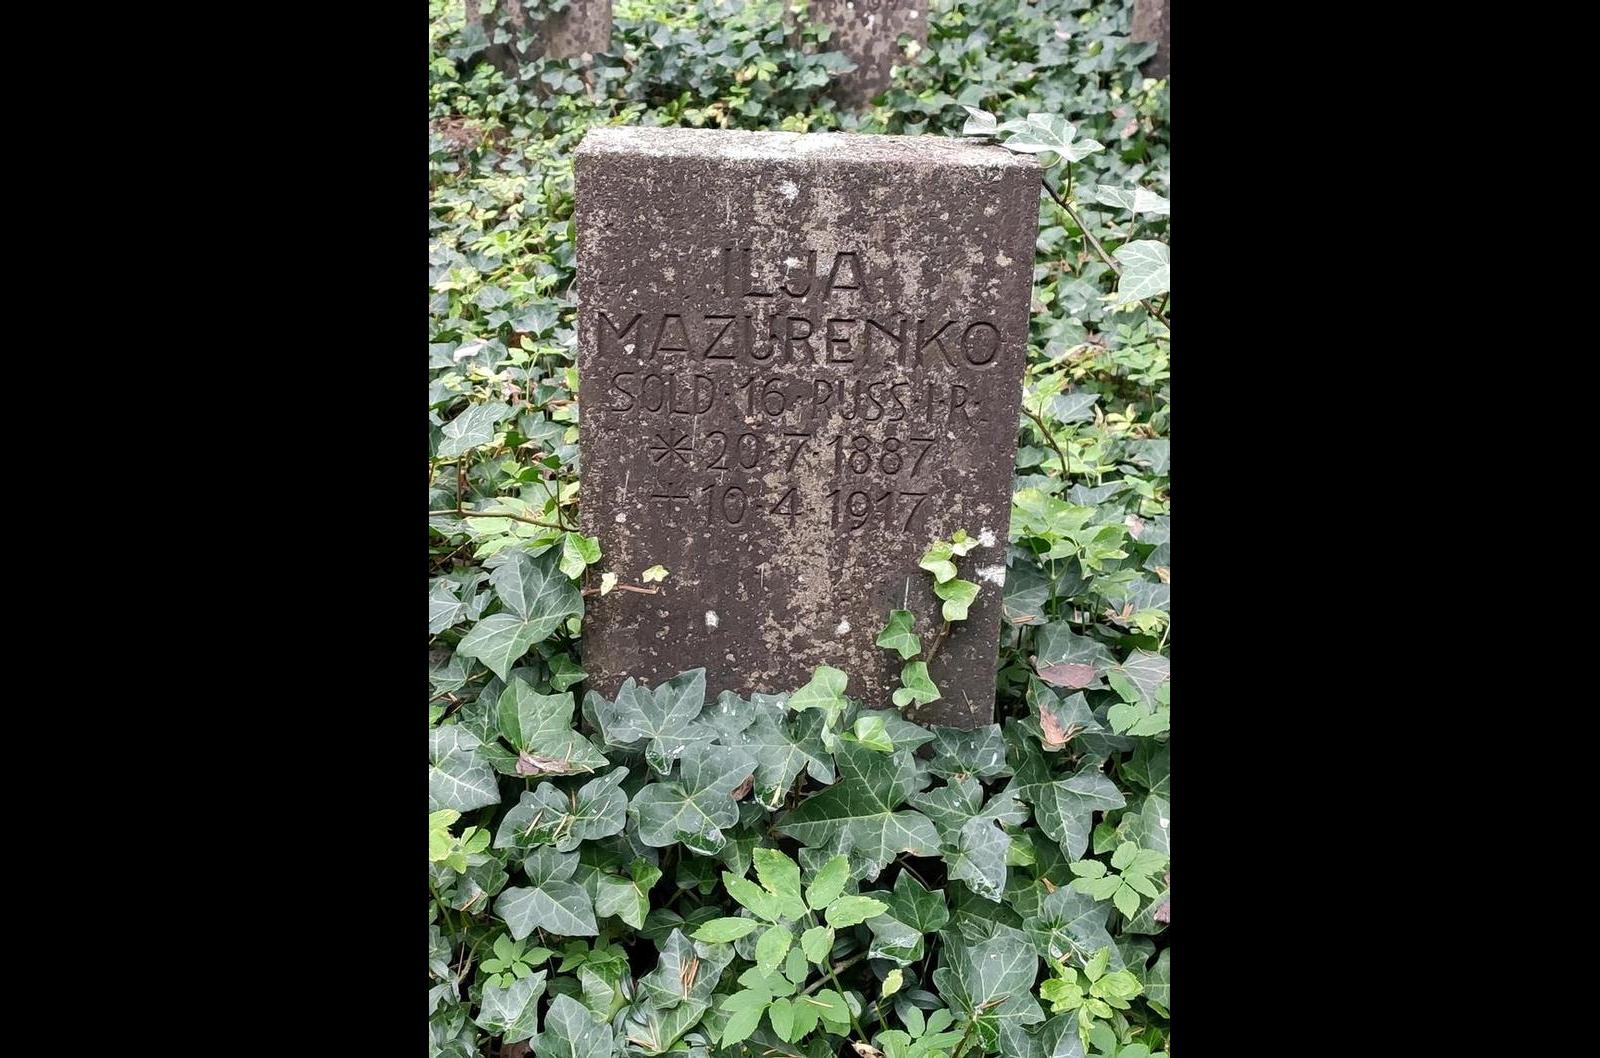 ILJA
MAZURENKO
SOLD·16·RUSS·I·R·
* 20·7·1887
† 10·4·1917